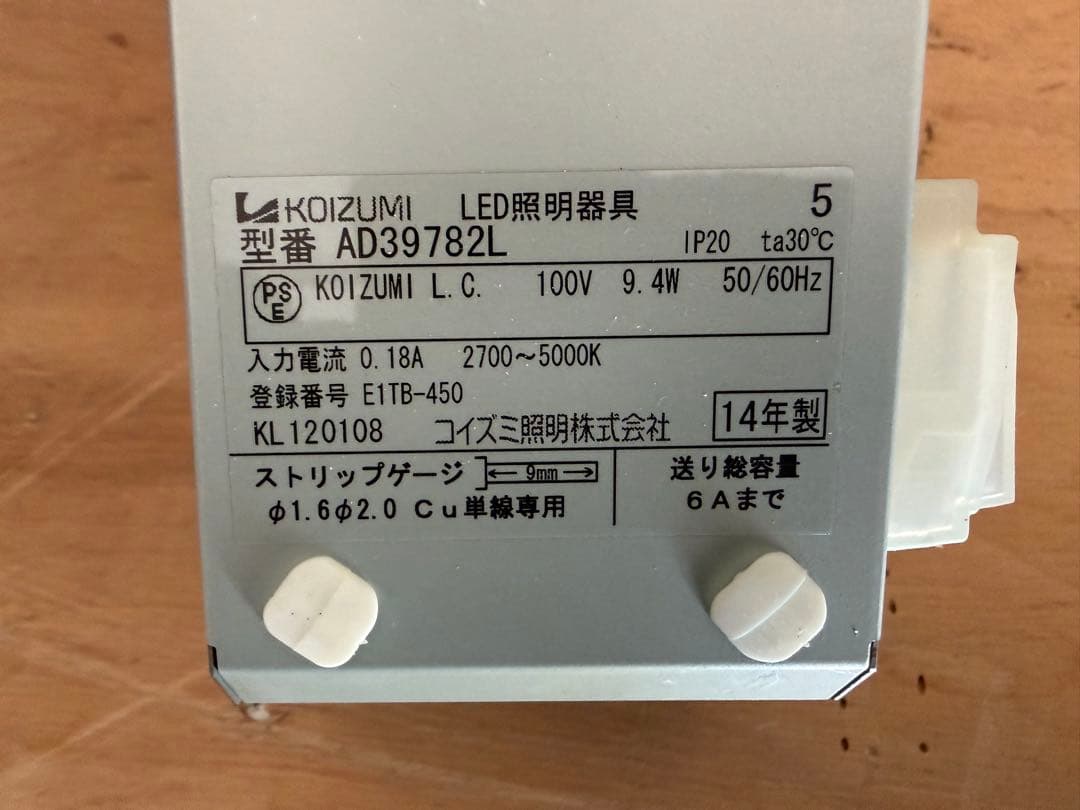 KOIZUMI LED照明器具 5
型番 AD39782L IP20 ta30℃
PSE KOIZUMI L.C. 100V 9.4W 50/60Hz
入力電流 0.18A 2700～5000K
登録番号 E1TB-450
KL120108 コイズミ照明株式会社 14年製
ストリップゲージ 9mm 送り総容量
φ1.6φ2.0 Cu単線専用 6Aまで